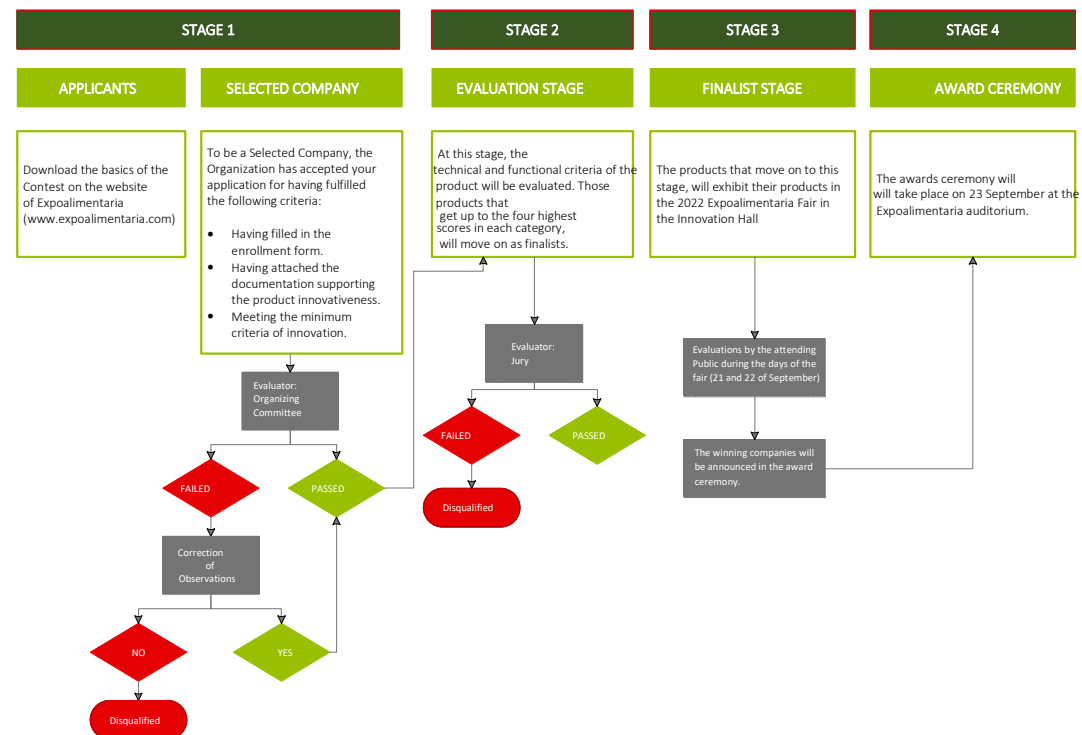 STAGE 1
STAGE 2
STAGE 3
STAGE 4
APPLICANTS
SELECTED COMPANY
EVALUATION STAGE
FINALIST STAGE
AWARD CEREMONY
Download the basics of the
Contest on the website
of Expoalimentaria
(www.expoalimentaria.com)
To be a Selected Company, the
Organization has accepted your
application for having fulfilled
the following criteria:
• Having filled in the
enrollment form.
• Having attached the
documentation supporting
the product innovativeness.
• Meeting the minimum
criteria of innovation.
At this stage, the
technical and functional criteria of the
product will be evaluated. Those
products that
get up to the four highest
scores in each category,
will move on as finalists.
The products that move on to this
stage, will exhibit their products in
the 2022 Expoalimentaria Fair in
the Innovation Hall
The awards ceremony will
will take place on 23 September at the
Expoalimentaria auditorium.
Evaluator:
Organizing
Committee
FAILED
PASSED
Correction
of
Observations
NO
YES
Disqualified
Evaluator:
Jury
FAILED
PASSED
Disqualified
Evaluations by the attending
Public during the days of the
fair (21 and 22 of September)
The winning companies will
be announced in the award
ceremony.